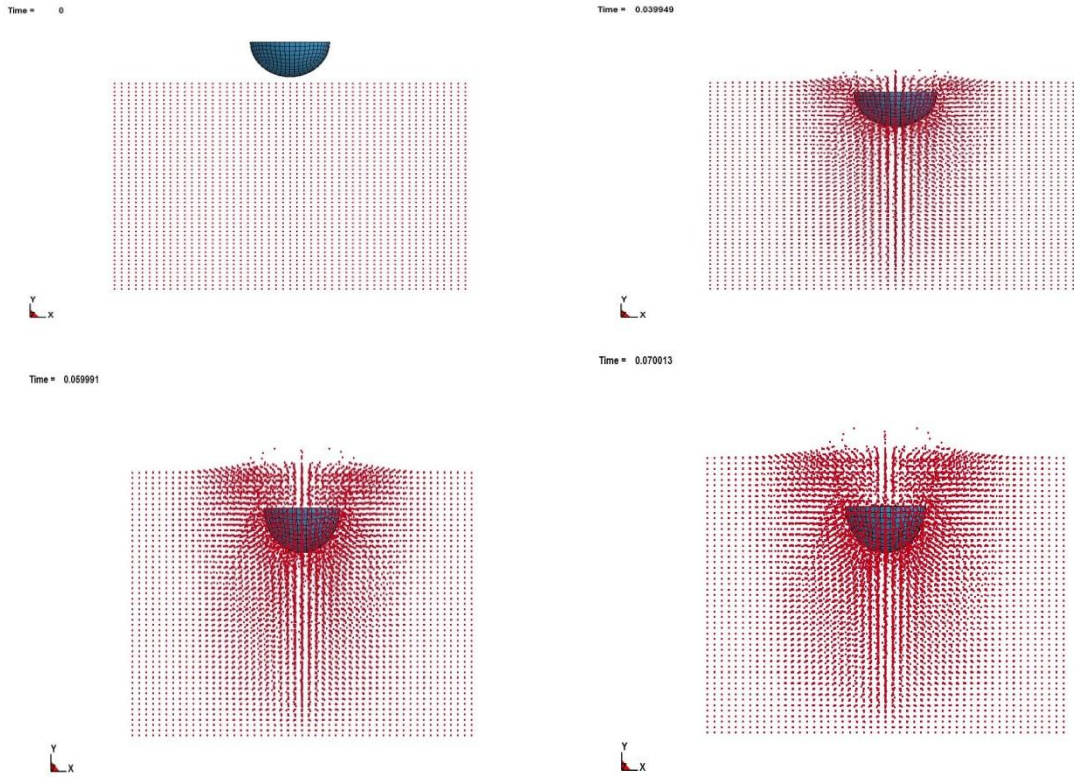 Time = 0
Time = 0.039949
Y
X
Y
X
Time = 0.059991
Time = 0.070013
Y
X
Y
X